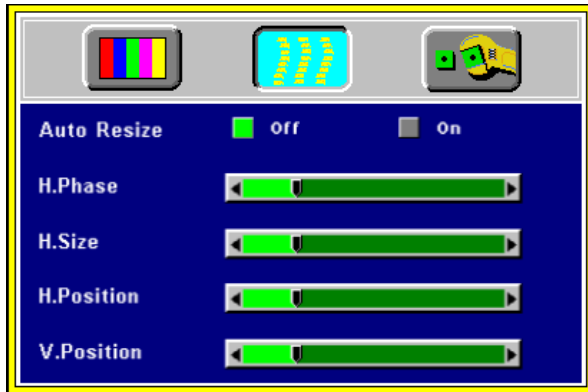 Auto Resize Off On
H.Phase
H.Size
H.Position
V.Position